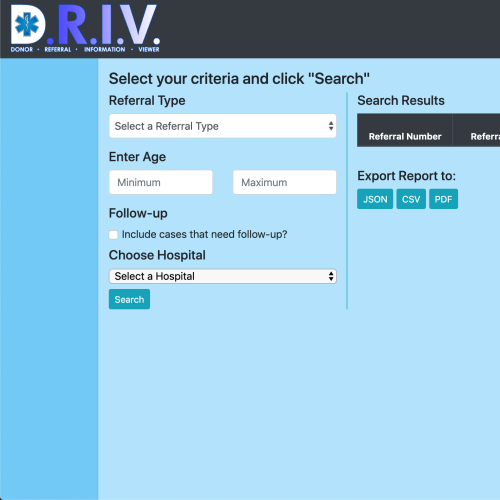 D.R.I.V.
DONOR • REFERRAL • INFORMATION • VIEWER
Select your criteria and click "Search"
Referral Type
Select a Referral Type
Enter Age
Minimum
Maximum
Follow-up
Include cases that need follow-up?
Choose Hospital
Select a Hospital
Search
Search Results
Referral Number
Referra
Export Report to:
JSON
CSV
PDF